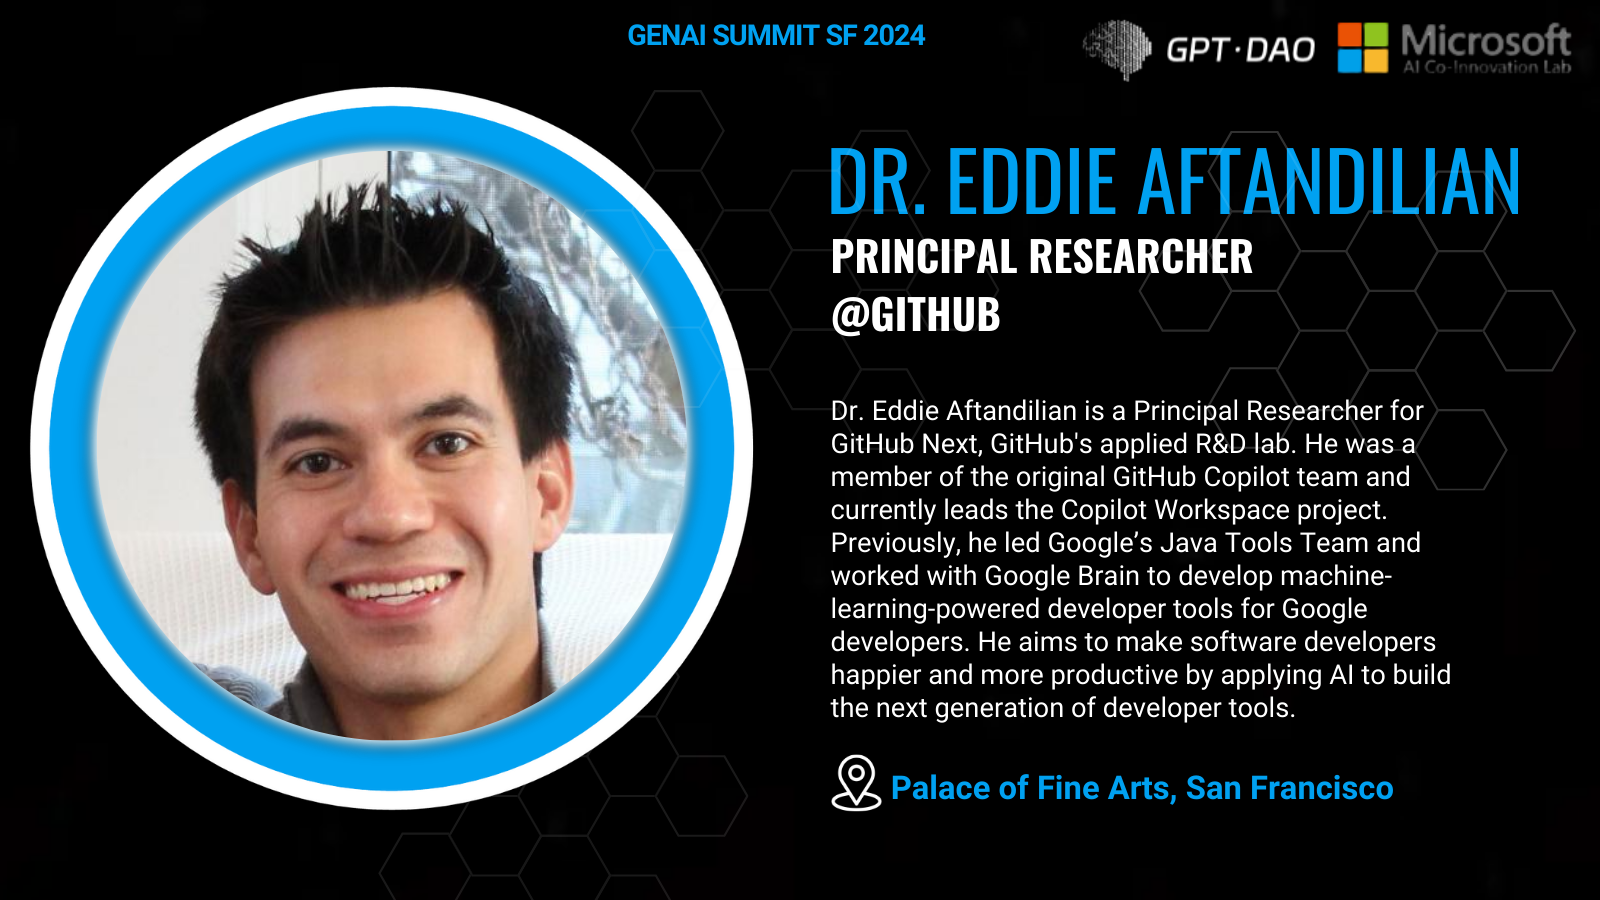 GENAI SUMMIT SF 2024
GPT·DAO
Microsoft
AI Co-Innovation Lab
DR. EDDIE AFTANDILIAN
PRINCIPAL RESEARCHER
@GITHUB
Dr. Eddie Aftandilian is a Principal Researcher for
GitHub Next, GitHub's applied R&D lab. He was a
member of the original GitHub Copilot team and
currently leads the Copilot Workspace project.
Previously, he led Google’s Java Tools Team and
worked with Google Brain to develop machine-
learning-powered developer tools for Google
developers. He aims to make software developers
happier and more productive by applying AI to build
the next generation of developer tools.
Palace of Fine Arts, San Francisco